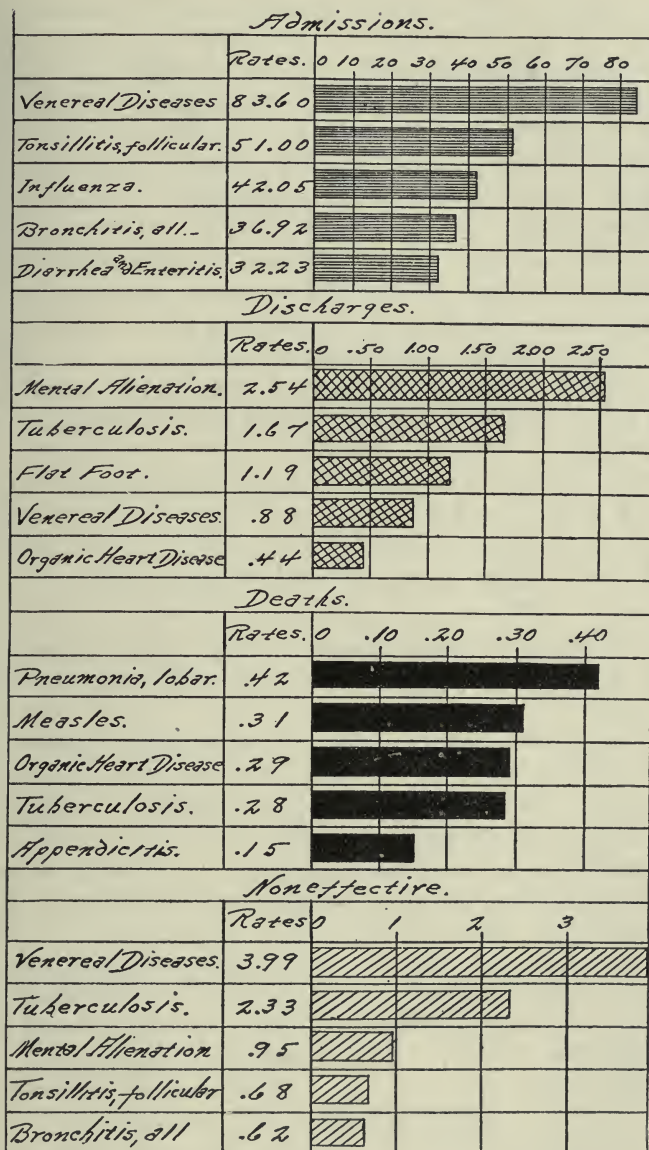 Admissions.
Rates. 0 10 20 30 40 50 60 70 80
Venereal Diseases 83.60
Tonsillitis, follicular. 51.00
Influenza. 42.05
Bronchitis, all.- 36.92
Diarrhea and Enteritis. 32.23
Discharges.
Rates. 0 .50 1.00 1.50 2.00 2.50
Mental Alienation. 2.54
Tuberculosis. 1.67
Flat Foot. 1.19
Venereal Diseases. .88
Organic Heart Disease .44
Deaths.
Rates. 0 .10 .20 .30 .40
Pneumonia, lobar. .42
Measles. .31
Organic Heart Disease .29
Tuberculosis. .28
Appendicitis. .15
Noneffective.
Rates 0 1 2 3
Venereal Diseases. 3.99
Tuberculosis. 2.33
Mental Alienation .95
Tonsillitis, follicular .68
Bronchitis, all .62